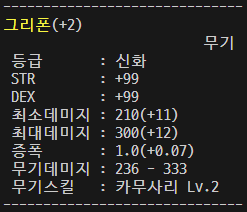 --------------------------------
그리폰(+2)
무기
등급 : 신화
STR : +99
DEX : +99
최소데미지 : 210(+11)
최대데미지 : 300(+12)
증폭 : 1.0(+0.07)
무기데미지 : 236 - 333
무기스킬 : 카무사리 Lv.2
--------------------------------